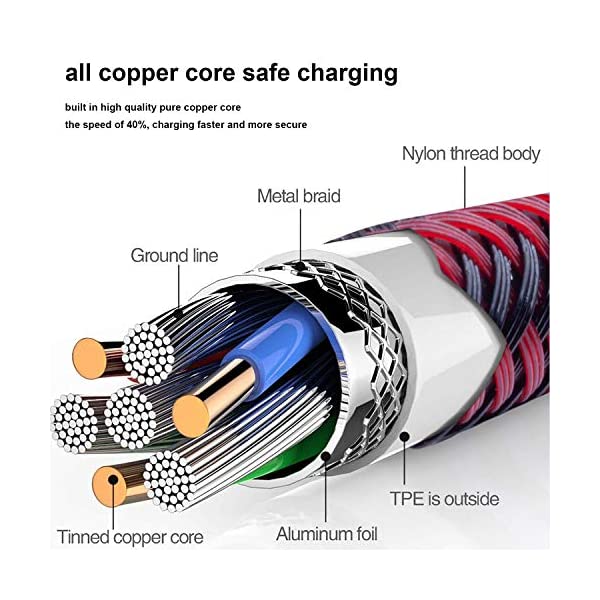 all copper core safe charging
built in high quality pure copper core
the speed of 40%, charging faster and more secure
Nylon thread body
Metal braid
Ground line
TPE is outside
Aluminum foil
Tinned copper core